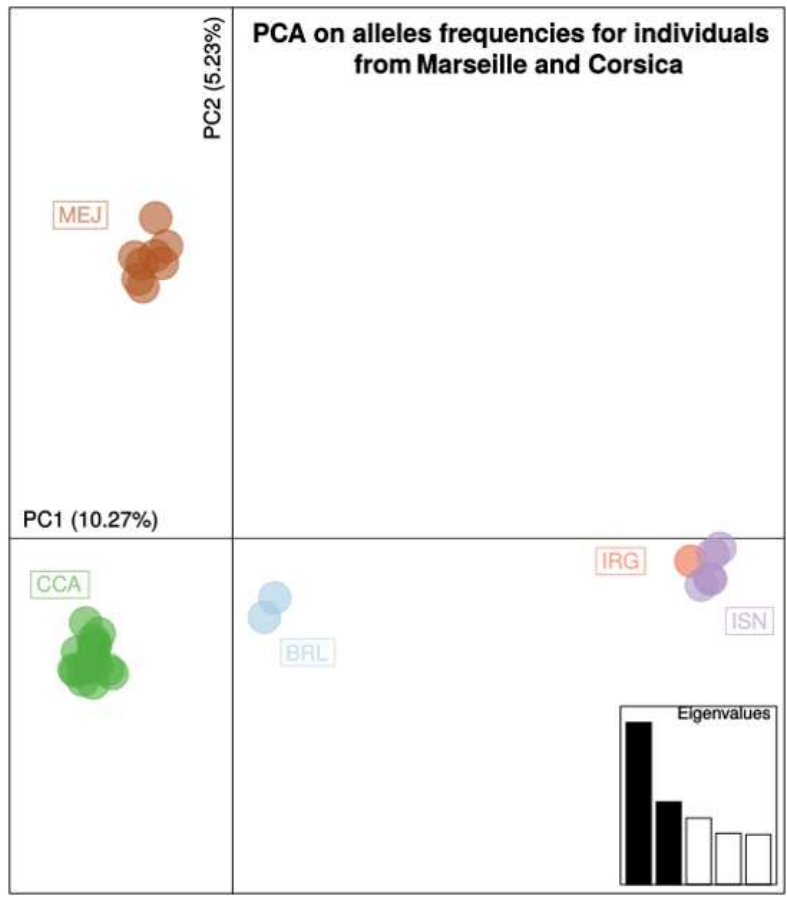 PCA on alleles frequencies for individuals
from Marseille and Corsica
PC2 (5.23%)
MEJ
PC1 (10.27%)
CCA
IRG
ISN
BRL
Eigenvalues